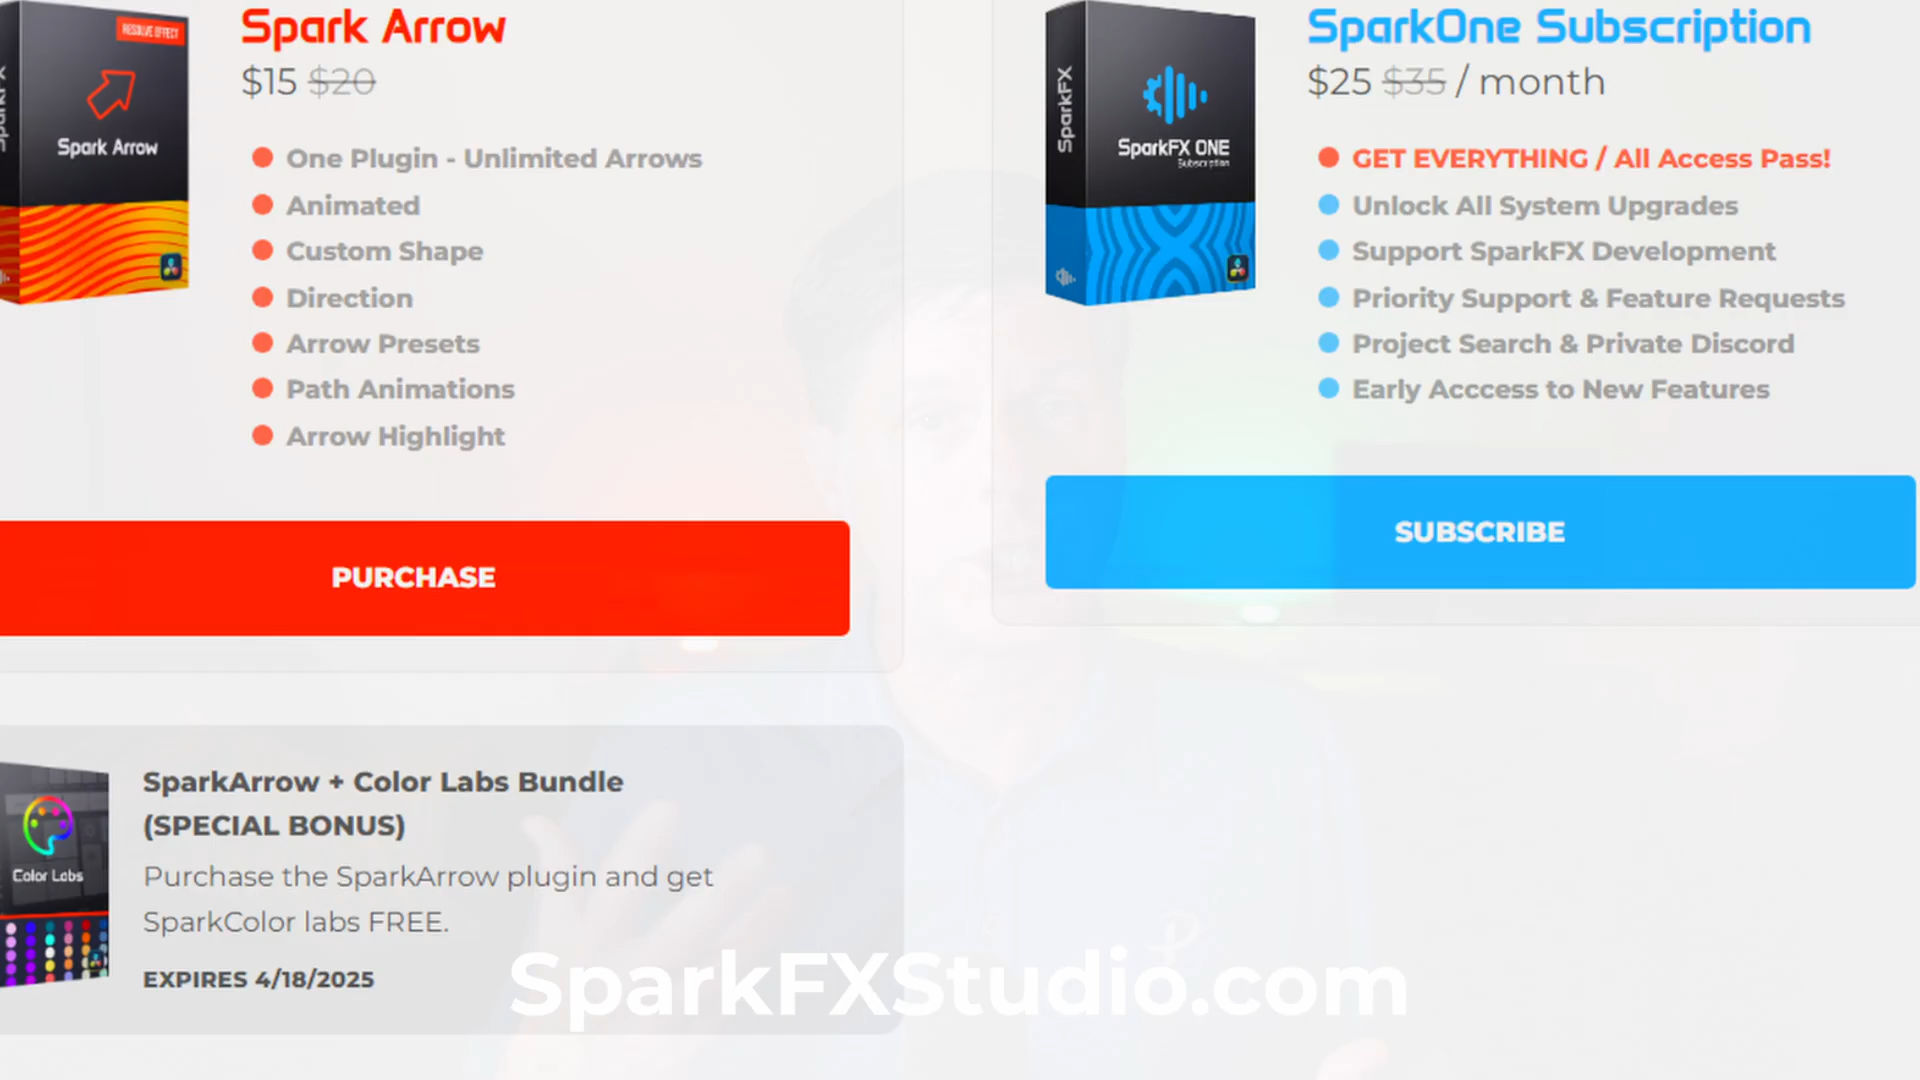 Spark Arrow
$15 $20
One Plugin - Unlimited Arrows
Animated
Custom Shape
Direction
Arrow Presets
Path Animations
Arrow Highlight
PURCHASE
RESOLVE EFFECT
Spark Arrow
SparkArrow + Color Labs Bundle
(SPECIAL BONUS)
Purchase the SparkArrow plugin and get
SparkColor labs FREE.
EXPIRES 4/18/2025
Color Labs
SparkOne Subscription
$25 $35 / month
GET EVERYTHING / All Access Pass!
Unlock All System Upgrades
Support SparkFX Development
Priority Support & Feature Requests
Project Search & Private Discord
Early Acccess to New Features
SUBSCRIBE
SparkFX
SparkFX ONE
Subscription
SparkFXStudio.com